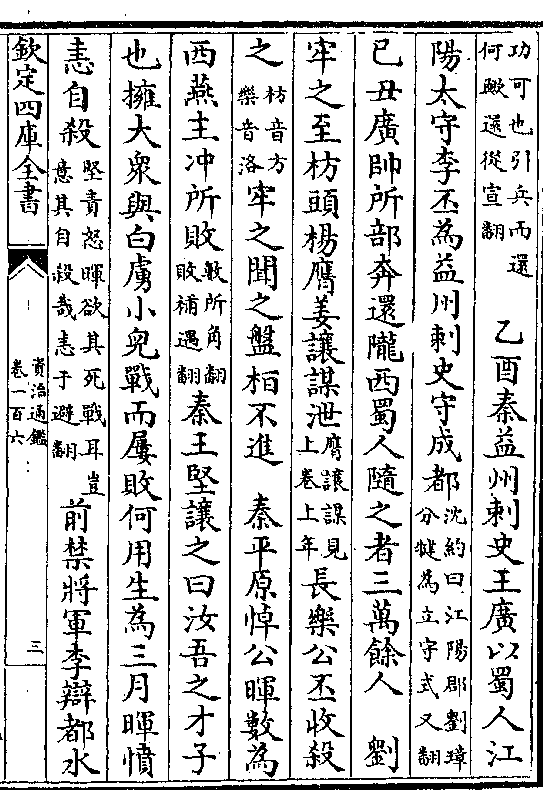 功可也引兵而還何歟還從宣翻 乙酉秦益州刺史王廣以蜀人江
陽太守李丕為益州刺史守成都沈約曰江陽郡劉璋分犍為立守式又翻
己丑廣帥所部奔還隴西蜀人隨之者三萬餘人 劉
牢之至枋頭楊膺姜讓謀泄膺讓謀見上卷上年長樂公丕收殺
之枋音方樂音洛牢之聞之盤桓不進 秦平原悼公暉數為
西燕主冲所敗數所角翻敗補邁翻秦王堅讓之曰汝吾之才子
也擁大衆與白虜小兒戰而屢敗何用生為三月暉憤
恚自殺堅責怒暉欲其死戰耳豈意其自殺哉恚于避翻 前禁將軍李辯都水
欽定四庫全書
資治通鑑
卷一百六
三